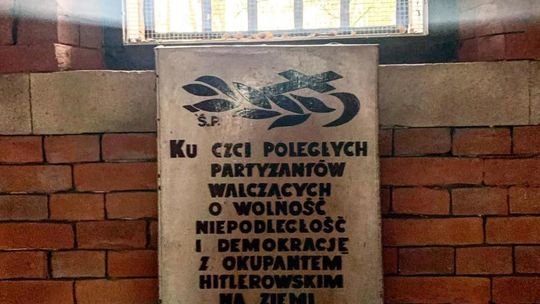 Ś.P.
KU CZCI POLEGŁYCH
PARTYZANTÓW
WALCZĄCYCH
O WOLNOŚĆ
NIEPODLEGŁOŚĆ
I DEMOKRACJĘ
Z OKUPANTEM
HITLEROWSKIM
NA ZIEMI